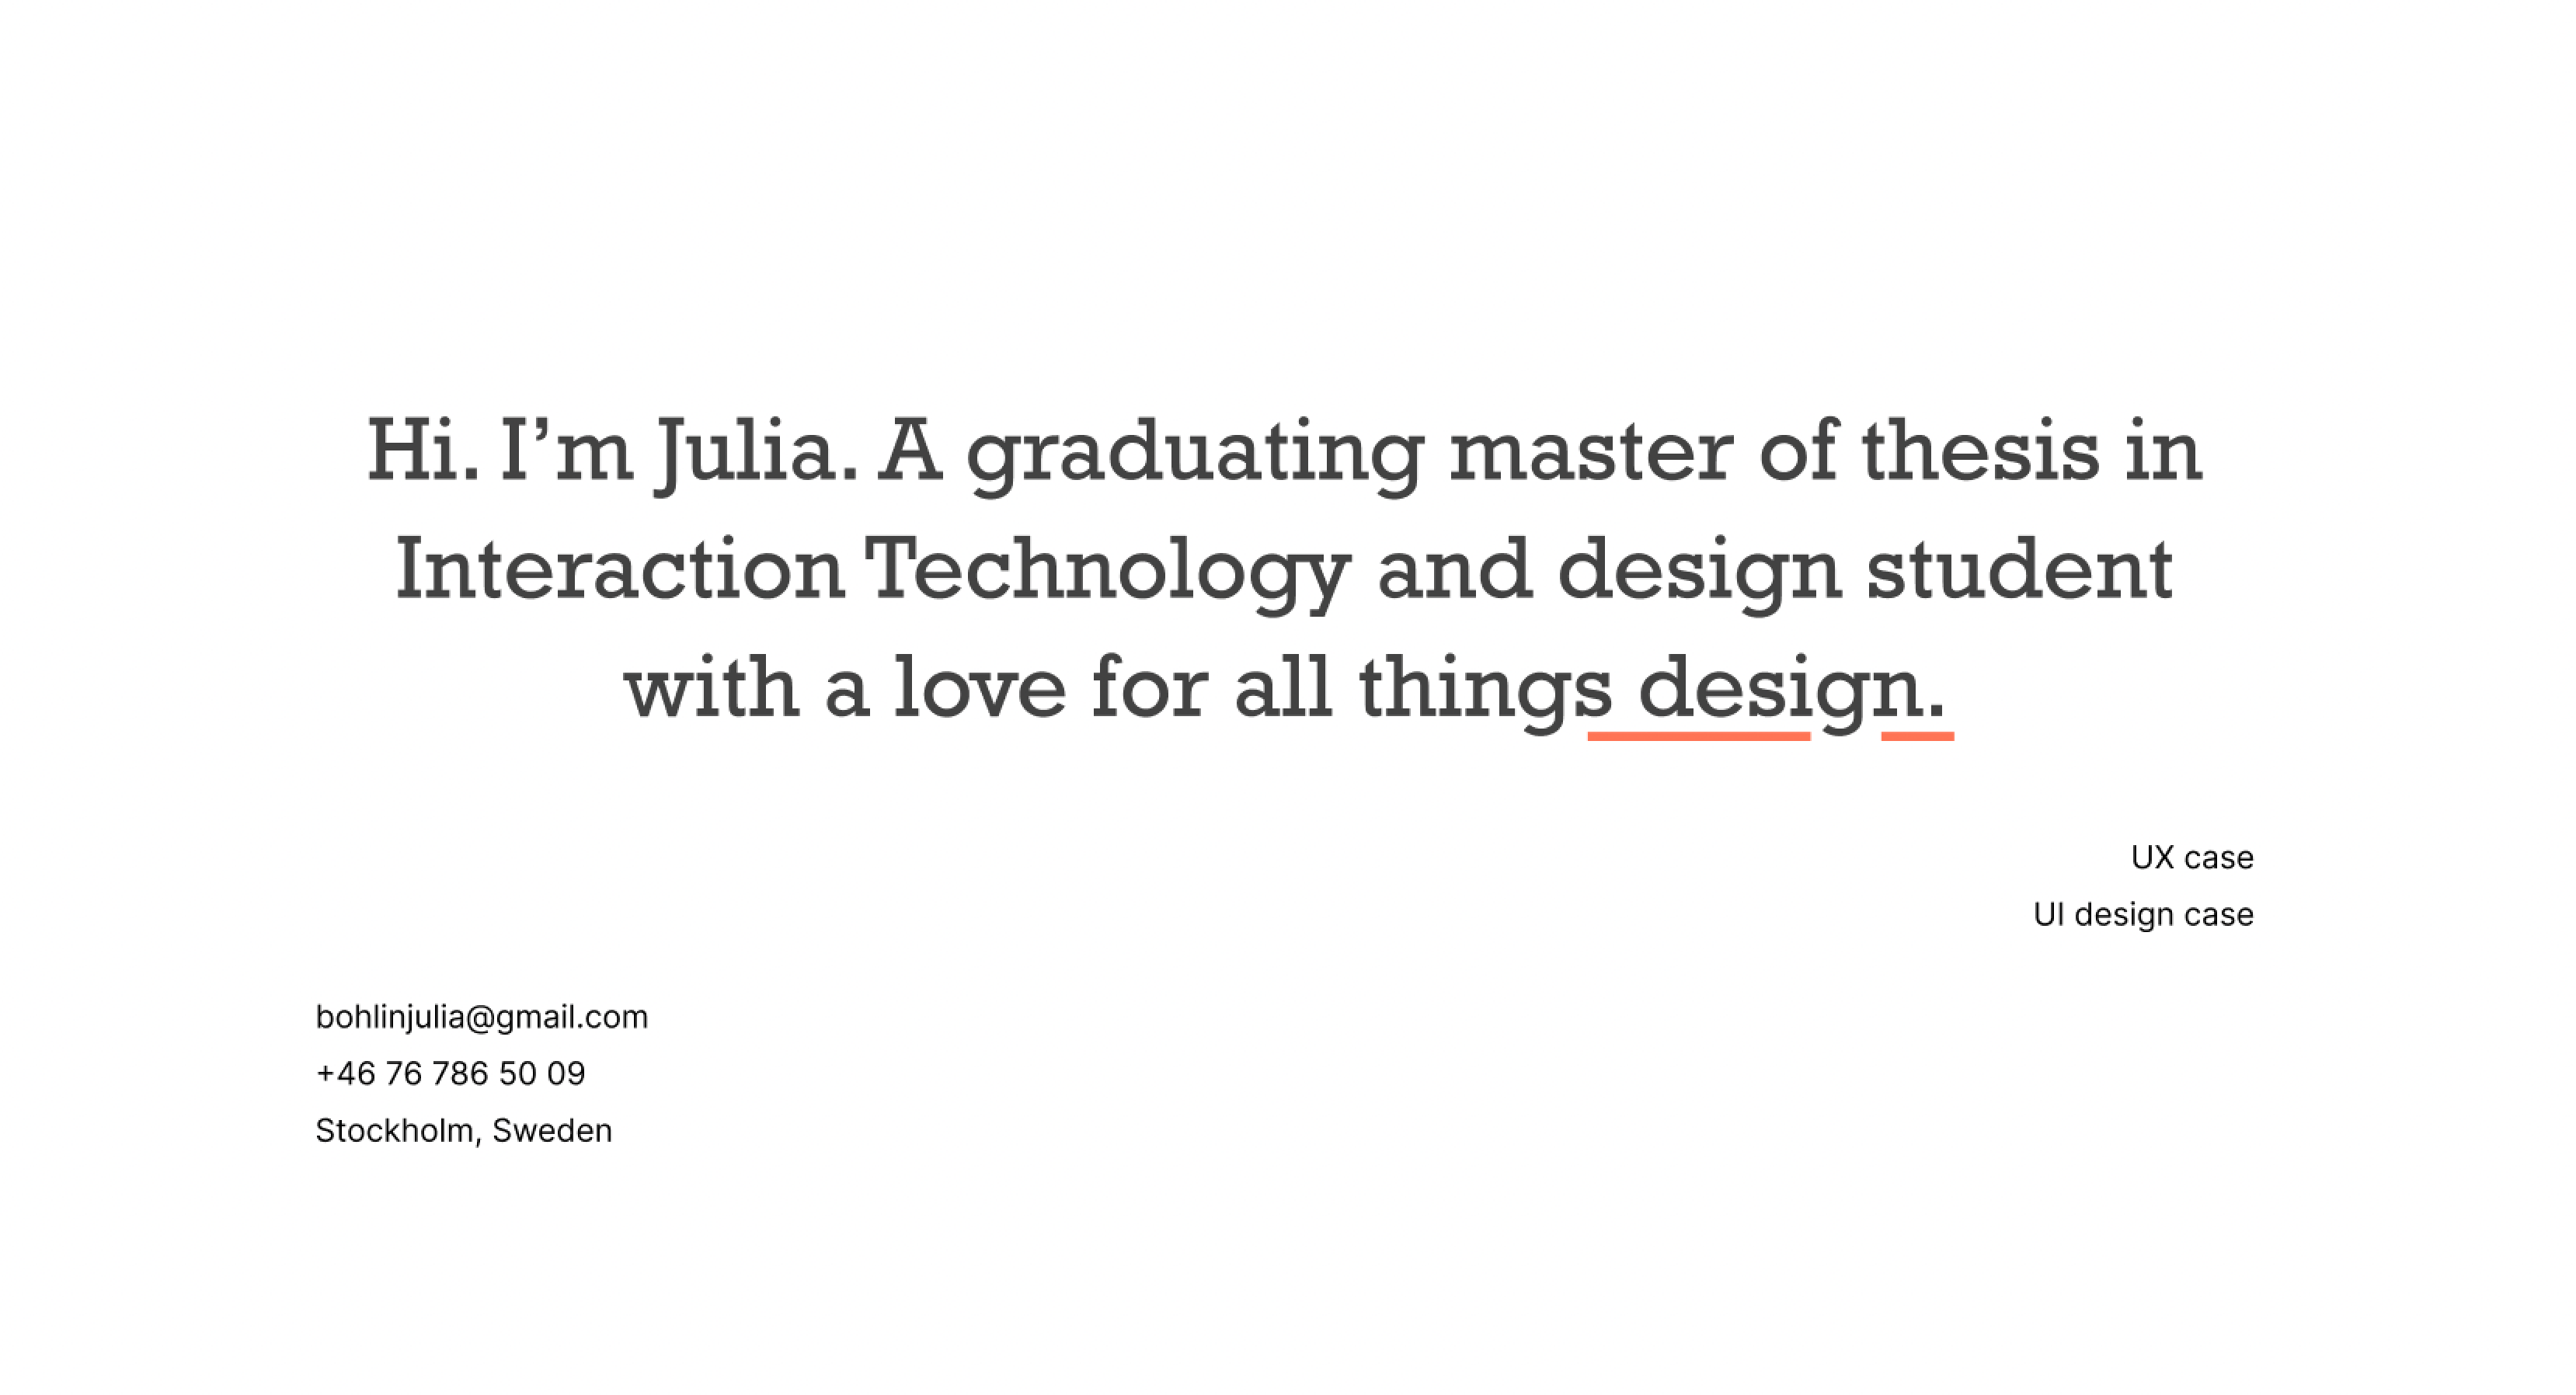 Hi. I’m Julia. A graduating master of thesis in
Interaction Technology and design student
with a love for all things design.
UX case
UI design case
bohlinjulia@gmail.com
+46 76 786 50 09
Stockholm, Sweden